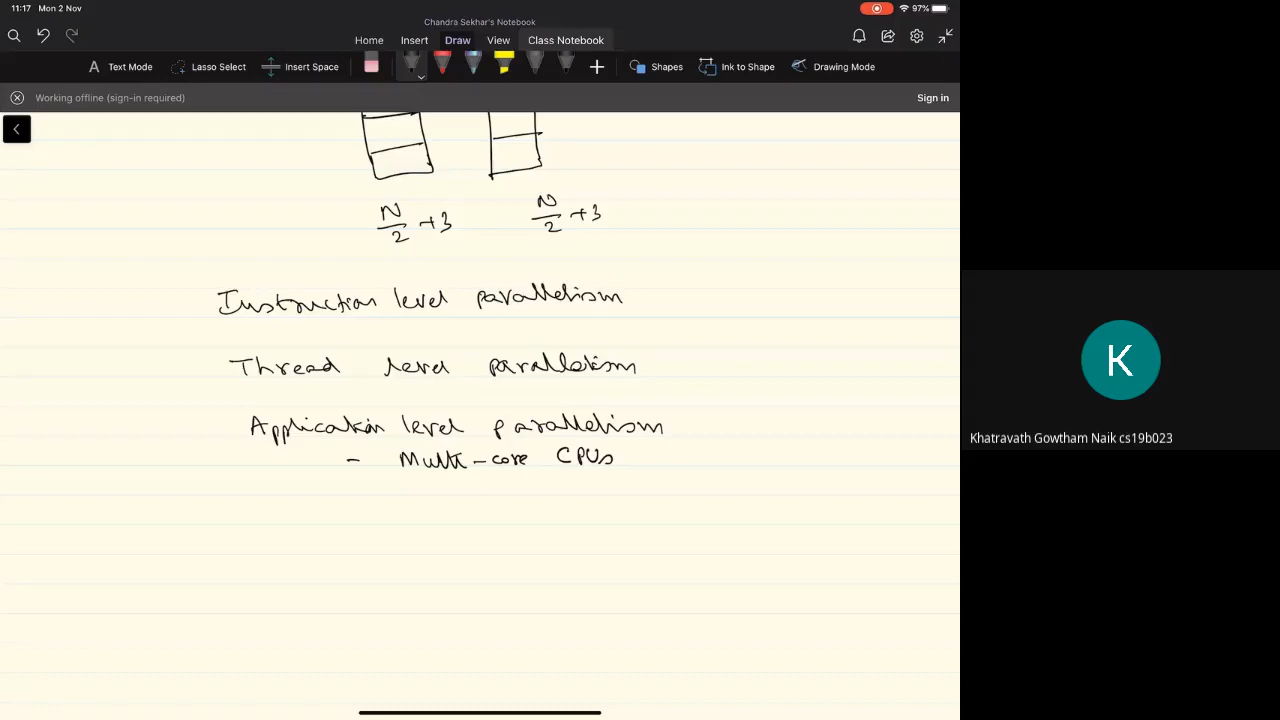 11:17 Mon 2 Nov
97%
Chandra Sekhar's Notebook
Home Insert Draw View Class Notebook
Text Mode Lasso Select Insert Space Shapes Ink to Shape Drawing Mode
Working offline (sign-in required) Sign in
N/2 +3 N/2 +3
Instruction level parallelism
Thread level parallelism
Application level parallelism
- Multi-core CPUs
K
Khatravath Gowtham Naik cs19b023